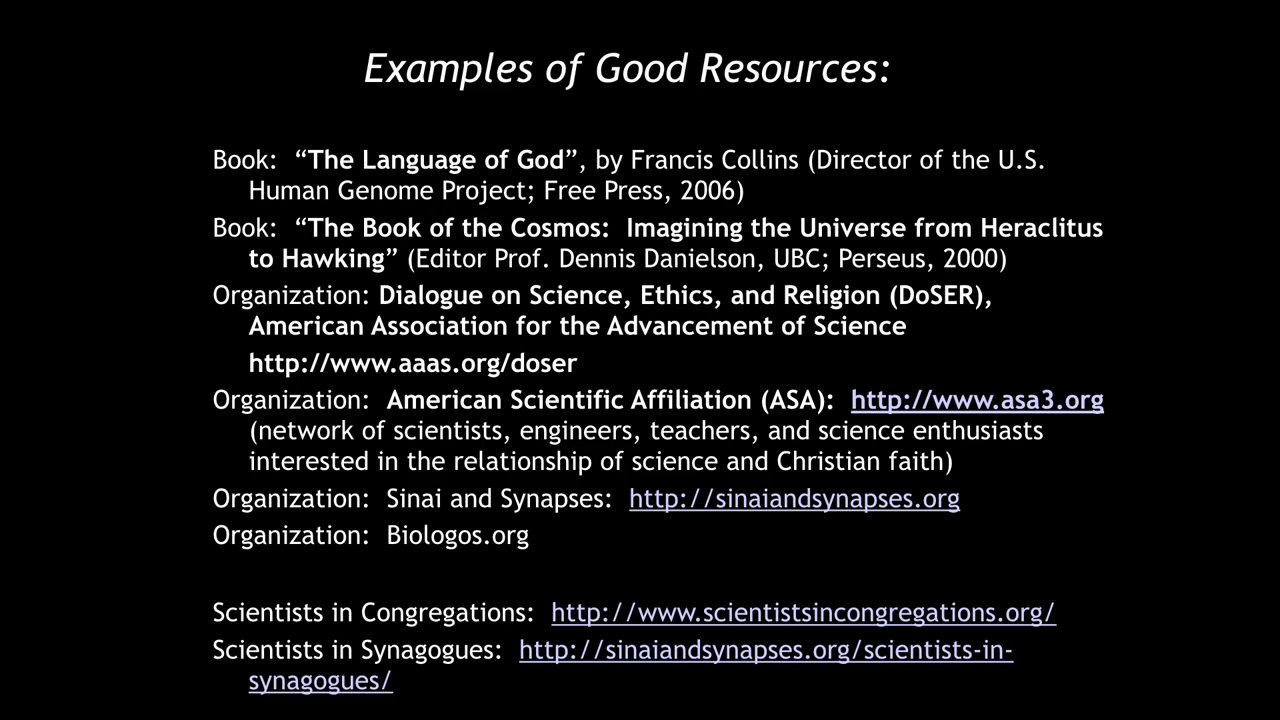 Examples of Good Resources:
Book:  “The Language of God”, by Francis Collins (Director of the U.S.
Human Genome Project; Free Press, 2006)
Book:  “The Book of the Cosmos:  Imagining the Universe from Heraclitus
to Hawking” (Editor Prof. Dennis Danielson, UBC; Perseus, 2000)
Organization: Dialogue on Science, Ethics, and Religion (DoSER),
American Association for the Advancement of Science
http://www.aaas.org/doser
Organization:  American Scientific Affiliation (ASA):  http://www.asa3.org
(network of scientists, engineers, teachers, and science enthusiasts
interested in the relationship of science and Christian faith)
Organization:  Sinai and Synapses:  http://sinaiandsynapses.org
Organization:  Biologos.org
Scientists in Congregations:  http://www.scientistsincongregations.org/
Scientists in Synagogues:  http://sinaiandsynapses.org/scientists-in-
synagogues/